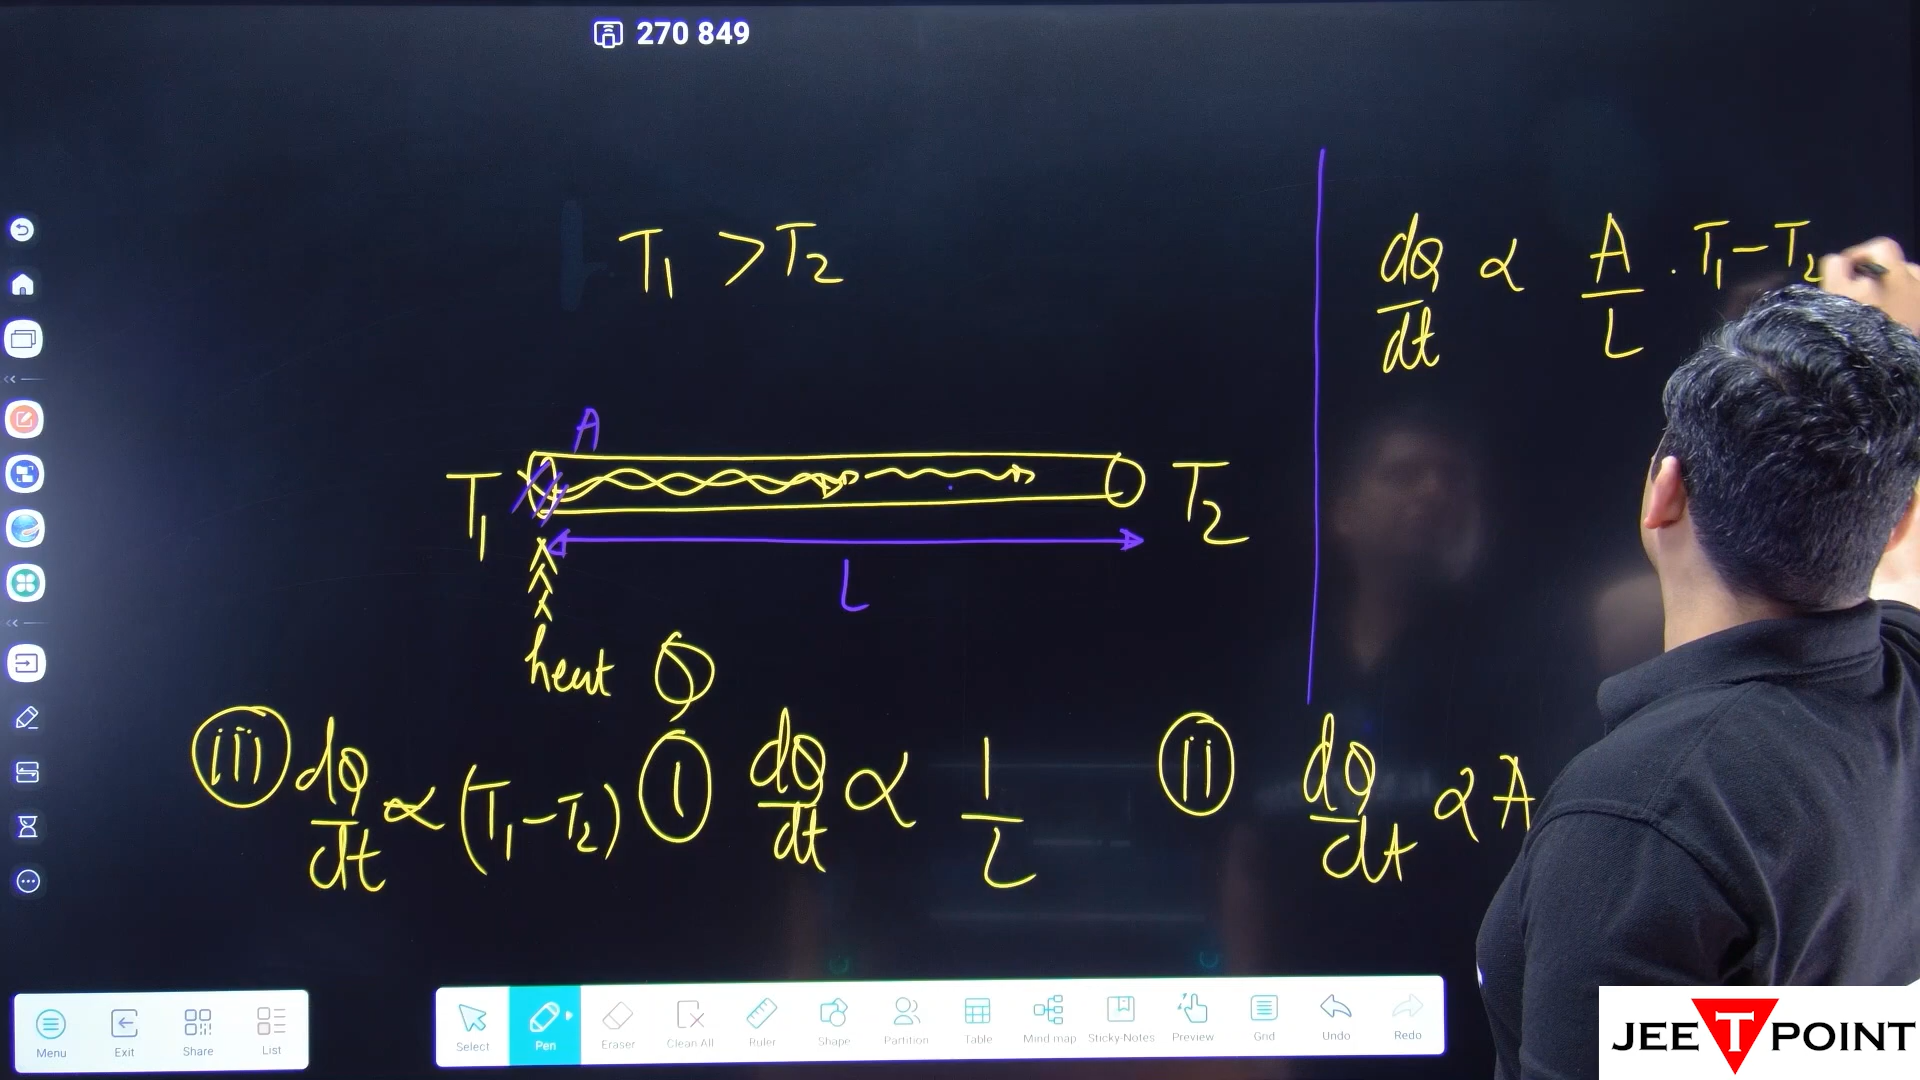 270 849
T₁ > T₂
dQ/dt ∝ A/L · T₁ - T₂
A
T₁
T₂
L
heat Q
iii dQ/dt ∝ (T₁ - T₂)
i dQ/dt ∝ 1/L
ii dQ/dt ∝ A
Menu Exit Share List
Select Pen Eraser Clean All Ruler Shape Partition Table Mind map Sticky-Notes Preview Grid Undo Redo
JEE T POINT